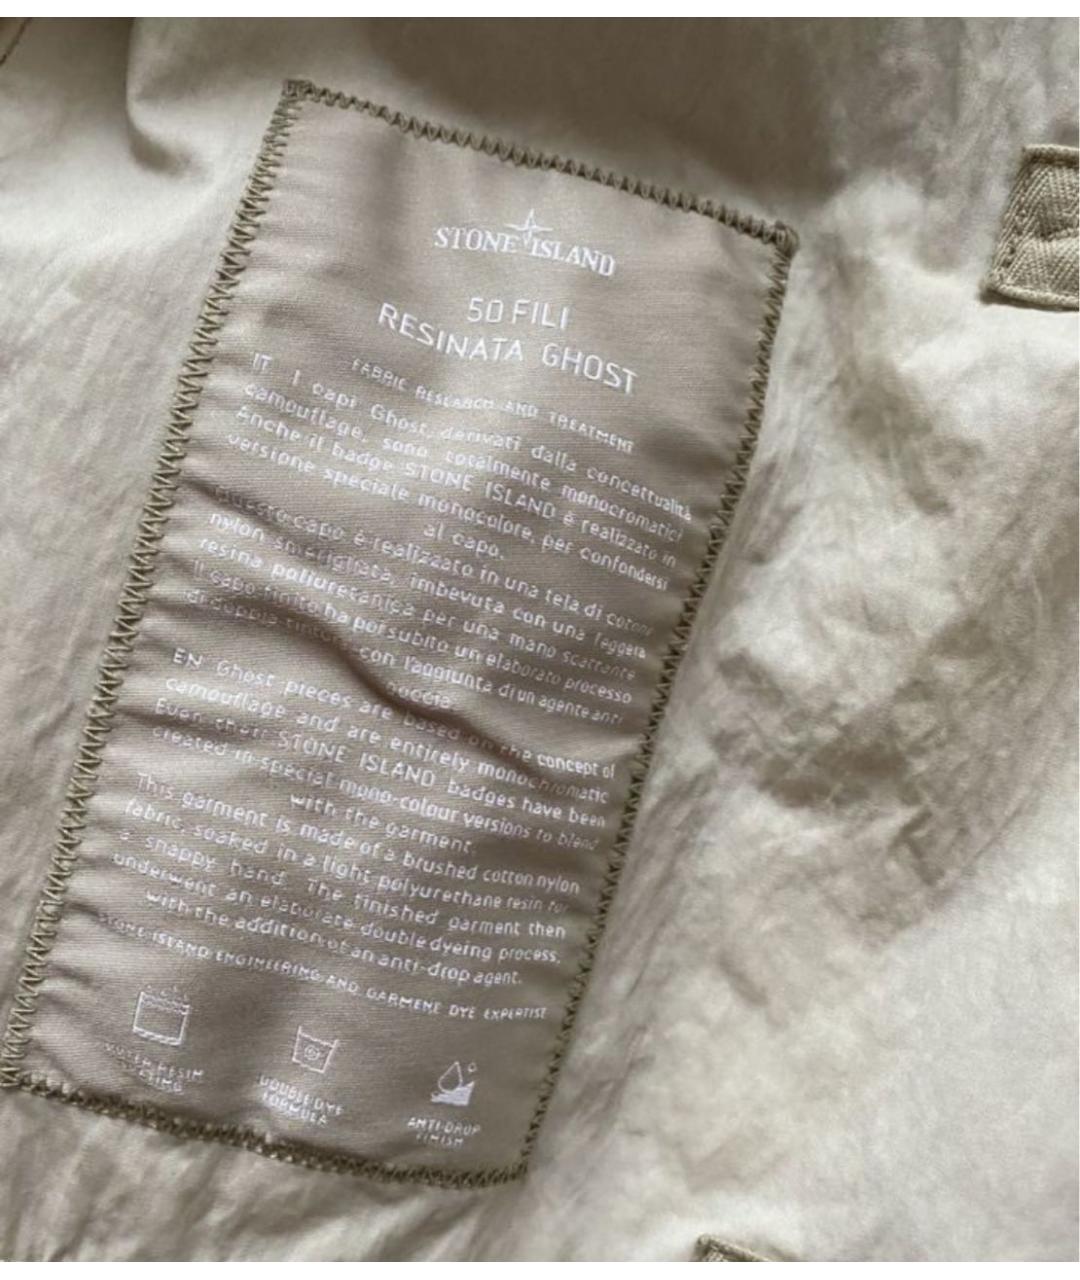 STONE ISLAND
50 FILI
RESINATA GHOST
FABRIC RESEARCH AND TREATMENT
IT I capi Ghost, derivati dalla concettualità
camouflage, sono totalmente monocromatici
Anche il badge STONE ISLAND è realizzato in
versione speciale monocolore, per confondersi
al capo.
Questo capo è realizzato in una tela di cotone
nylon smerigliata, imbevuta con una leggera
resina poliuretanica per una mano scattante
Il capo finito ha poi subito un elaborato processo
di doppia tintura con l'aggiunta di un agente anti
goccia.
EN Ghost pieces are based on the concept of
camouflage and are entirely monochromatic
Even their STONE ISLAND badges have been
created in special mono-colour versions to blend
with the garment.
This garment is made of a brushed cotton nylon
fabric, soaked in a light polyurethane resin for
a snappy hand. The finished garment then
underwent an elaborate double dyeing process.
with the addition of an anti-drop agent.
STONE ISLAND ENGINEERING AND GARMENT DYE EXPERTISE
RESIN
DOUBLE DYE
FORMULA
ANTI-DROP
FINISH